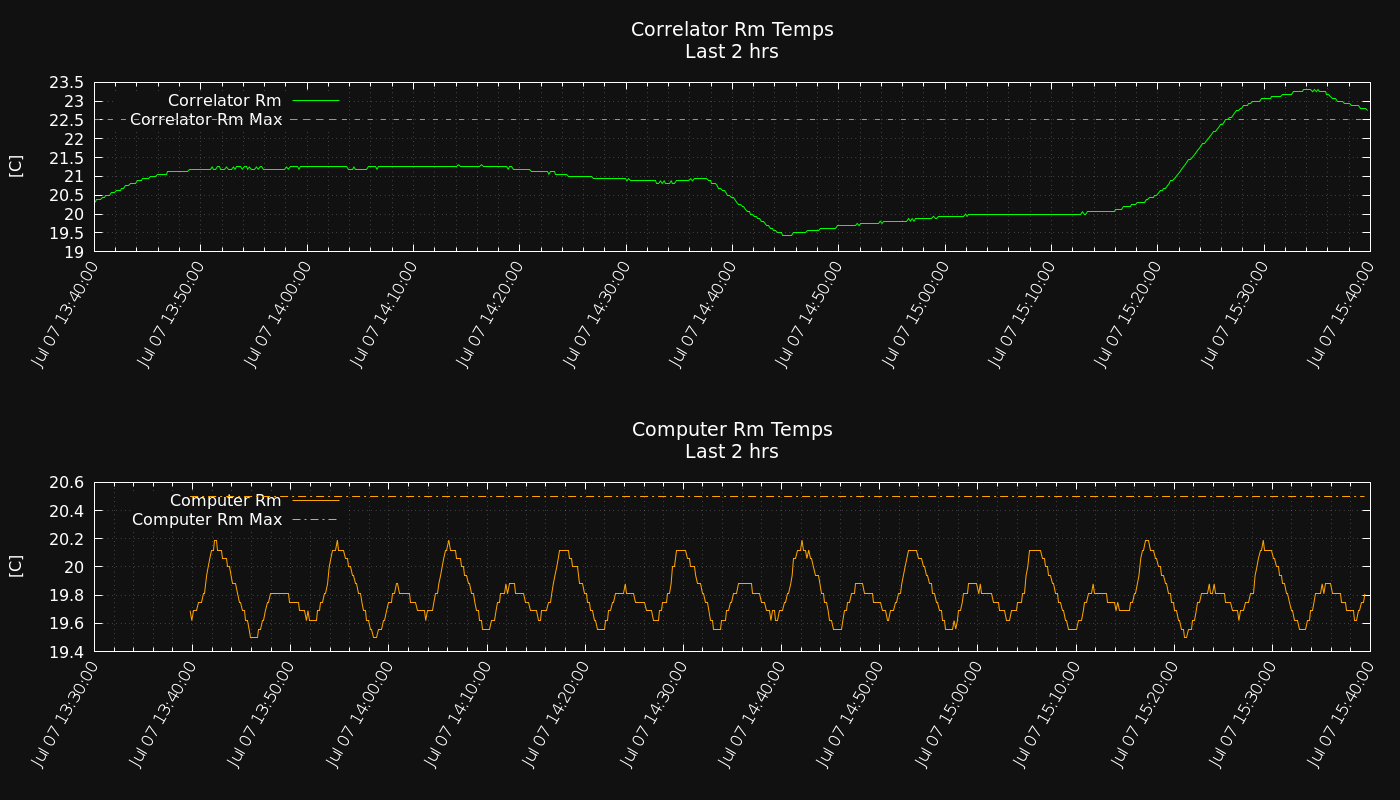 Correlator Rm Temps
Last 2 hrs
23.5
23
22.5
22
21.5
21
20.5
20
19.5
19
[C]
Correlator Rm
Correlator Rm Max
Jul 07 13:40:00
Jul 07 13:50:00
Jul 07 14:00:00
Jul 07 14:10:00
Jul 07 14:20:00
Jul 07 14:30:00
Jul 07 14:40:00
Jul 07 14:50:00
Jul 07 15:00:00
Jul 07 15:10:00
Jul 07 15:20:00
Jul 07 15:30:00
Jul 07 15:40:00
Computer Rm Temps
Last 2 hrs
20.6
20.4
20.2
20
19.8
19.6
19.4
[C]
Computer Rm
Computer Rm Max
Jul 07 13:30:00
Jul 07 13:40:00
Jul 07 13:50:00
Jul 07 14:00:00
Jul 07 14:10:00
Jul 07 14:20:00
Jul 07 14:30:00
Jul 07 14:40:00
Jul 07 14:50:00
Jul 07 15:00:00
Jul 07 15:10:00
Jul 07 15:20:00
Jul 07 15:30:00
Jul 07 15:40:00